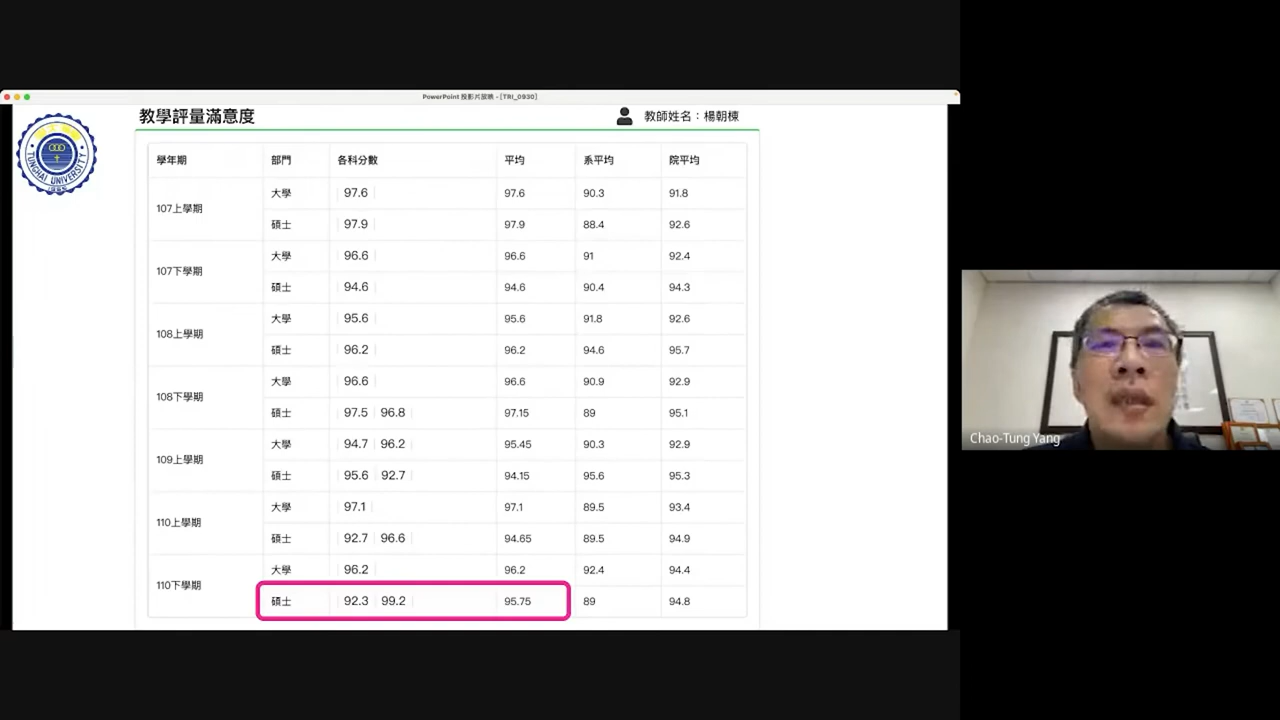 PowerPoint 投影片放映 - [TRI_0930]
教學評量滿意度
教師姓名：楊朝棟
TUNGHAI UNIVERSITY
學年期 部門 各科分數 平均 系平均 院平均
107上學期
大學 97.6 97.6 90.3 91.8
碩士 97.9 97.9 88.4 92.6
107下學期
大學 96.6 96.6 91 92.4
碩士 94.6 94.6 90.4 94.3
108上學期
大學 95.6 95.6 91.8 92.6
碩士 96.2 96.2 94.6 95.7
108下學期
大學 96.6 96.6 90.9 92.9
碩士 97.5 96.8 97.15 89 95.1
109上學期
大學 94.7 96.2 95.45 90.3 92.9
碩士 95.6 92.7 94.15 95.6 95.3
110上學期
大學 97.1 97.1 89.5 93.4
碩士 92.7 96.6 94.65 89.5 94.9
110下學期
大學 96.2 96.2 92.4 94.4
碩士 92.3 99.2 95.75 89 94.8
Chao-Tung Yang